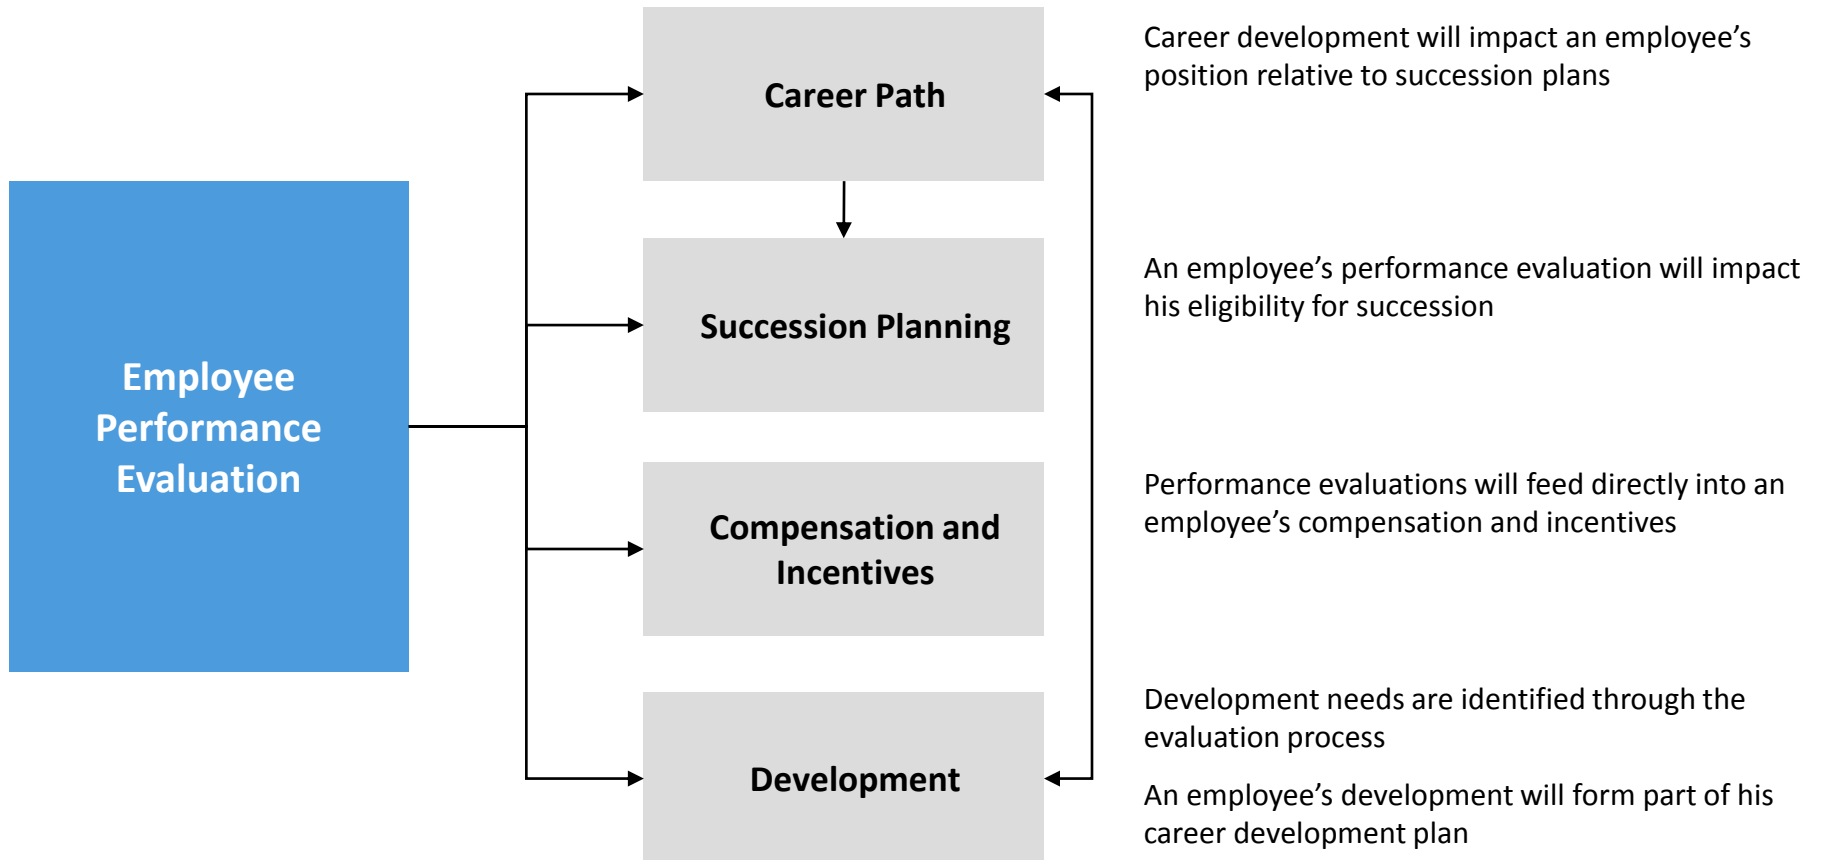 Employee
Performance
Evaluation
Career Path
Career development will impact an employee’s
position relative to succession plans
Succession Planning
An employee’s performance evaluation will impact
his eligibility for succession
Compensation and
Incentives
Performance evaluations will feed directly into an
employee’s compensation and incentives
Development
Development needs are identified through the
evaluation process
An employee’s development will form part of his
career development plan